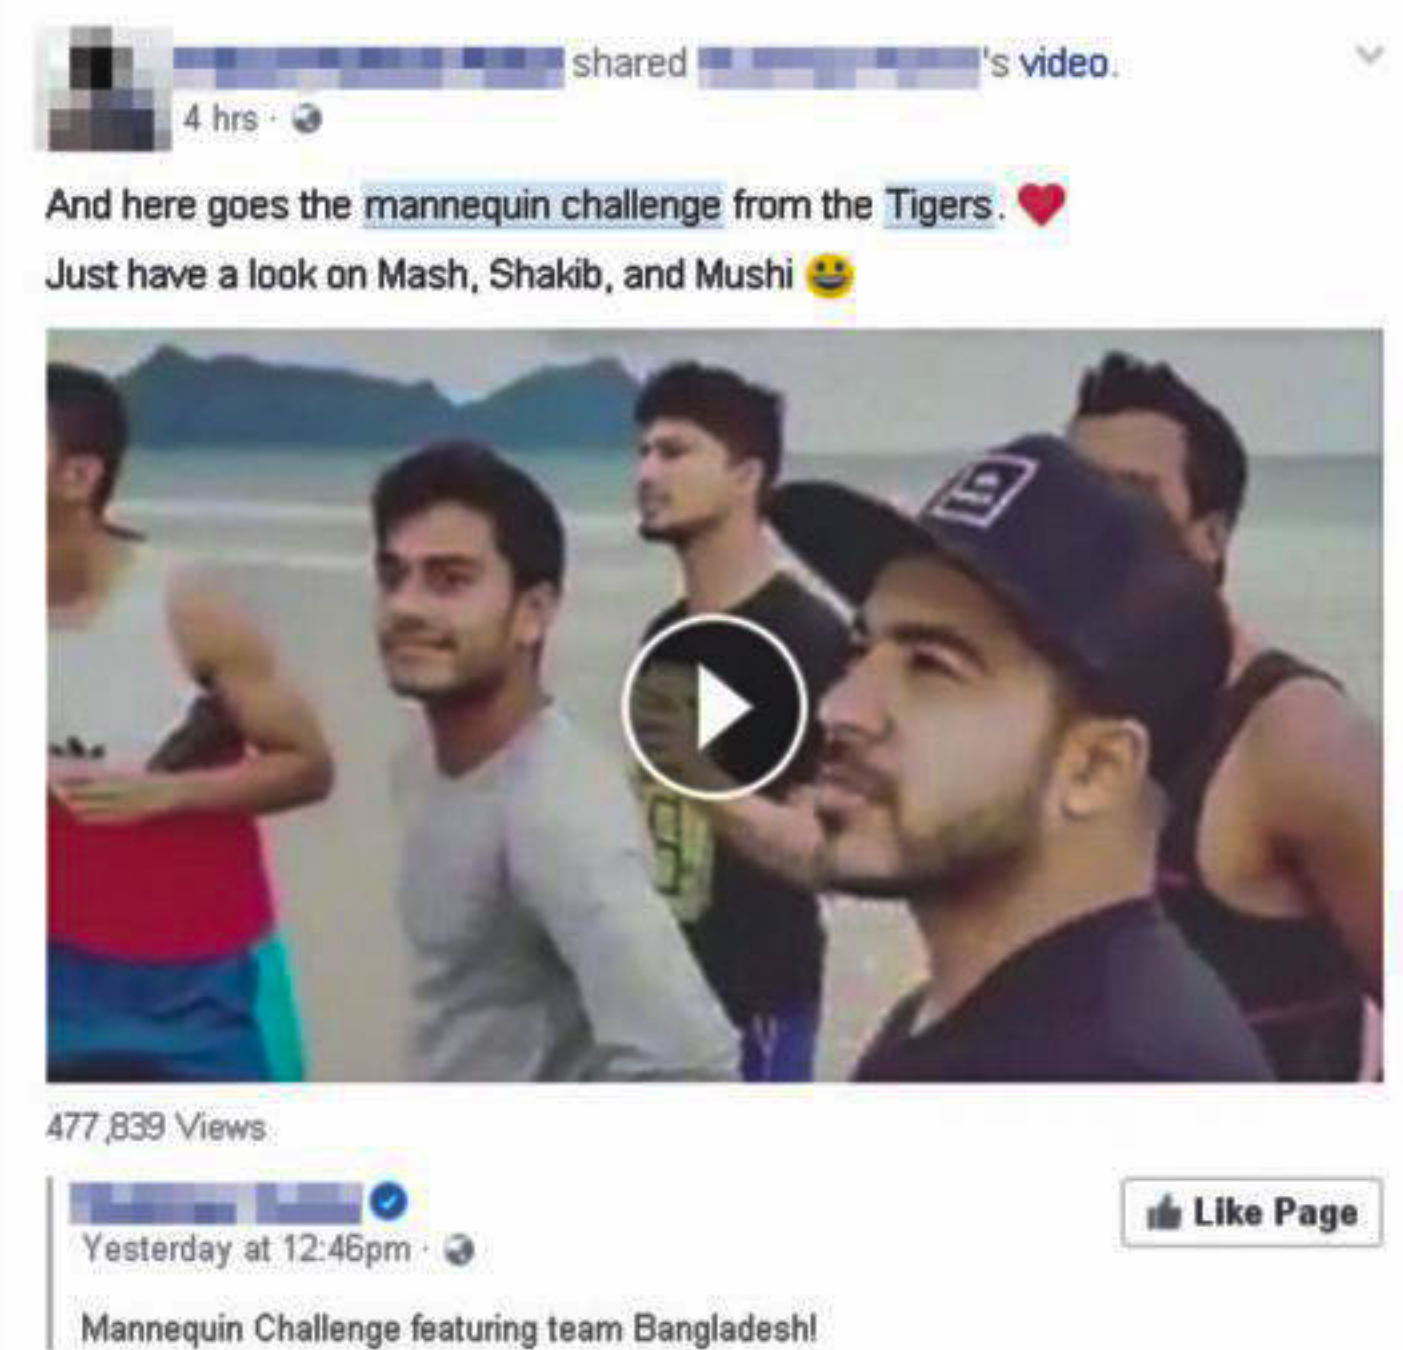 shared 's video.
4 hrs ·
And here goes the mannequin challenge from the Tigers. ❤
Just have a look on Mash, Shakib, and Mushi 😀
477,839 Views
Like Page
Yesterday at 12:46pm ·
Mannequin Challenge featuring team Bangladesh!